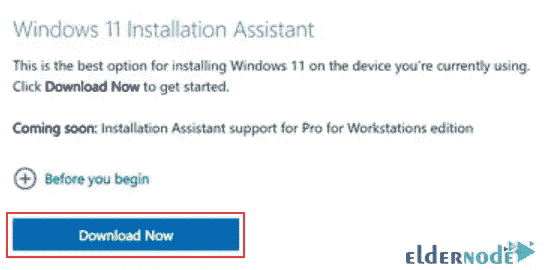 Windows 11 Installation Assistant
This is the best option for installing Windows 11 on the device you're currently using.
Click Download Now to get started.
Coming soon: Installation Assistant support for Pro for Workstations edition
Before you begin
Download Now
eldernode